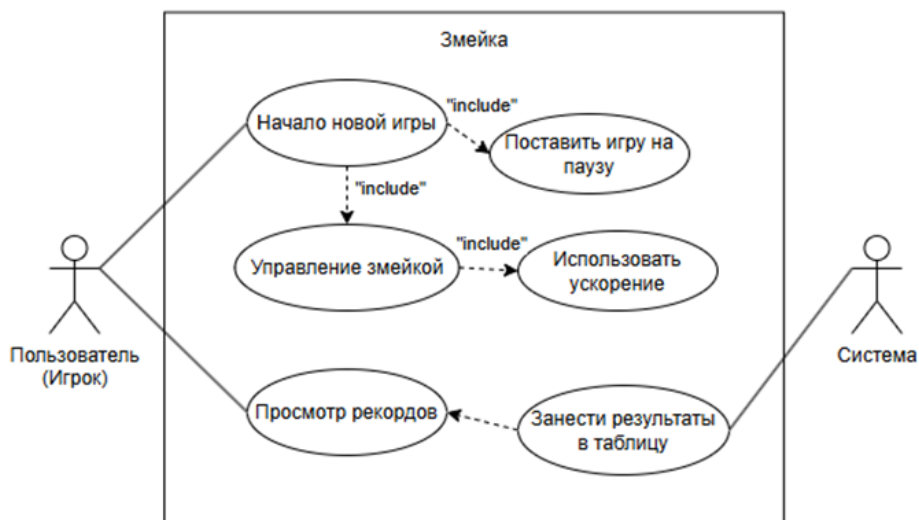 Змейка
"include"
Начало новой игры
Поставить игру на
паузу
"include"
"include"
Управление змейкой
Использовать
ускорение
Пользователь
(Игрок)
Система
Просмотр рекордов
Занести результаты
в таблицу